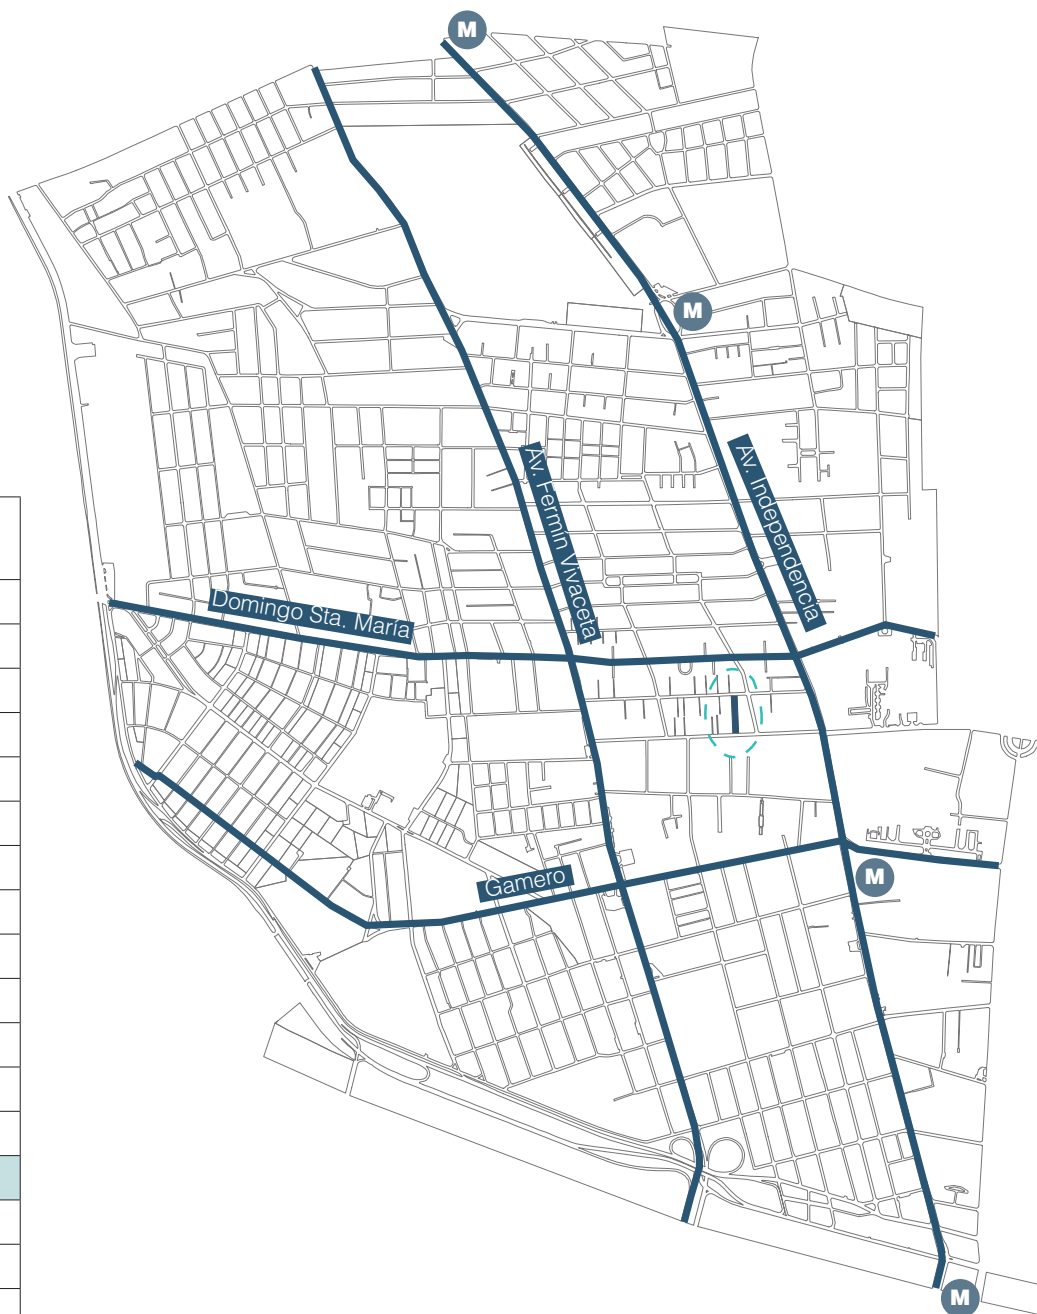 M
M
Av. Fermín Vivaceta
Av. Independencia
Domingo Sta. María
Gamero
M
M